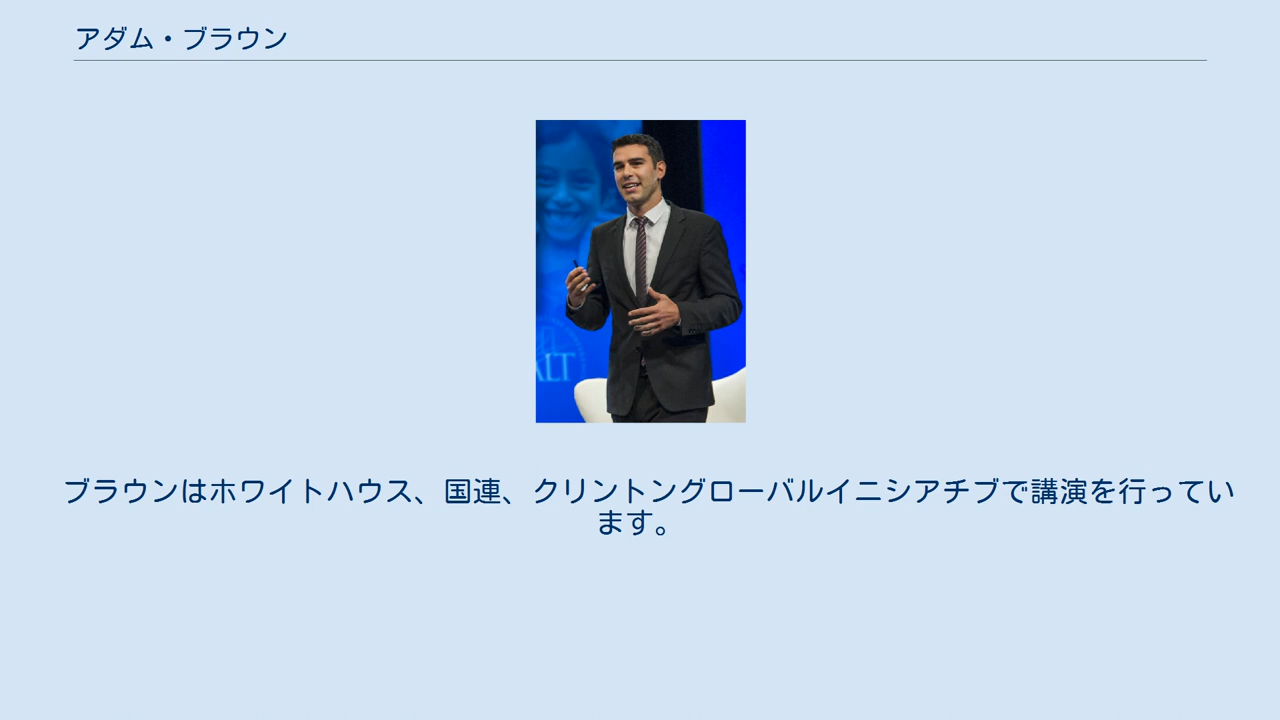 アダム・ブラウン
ALT
ブラウンはホワイトハウス、国連、クリントングローバルイニシアチブで講演を行ってい
ます。